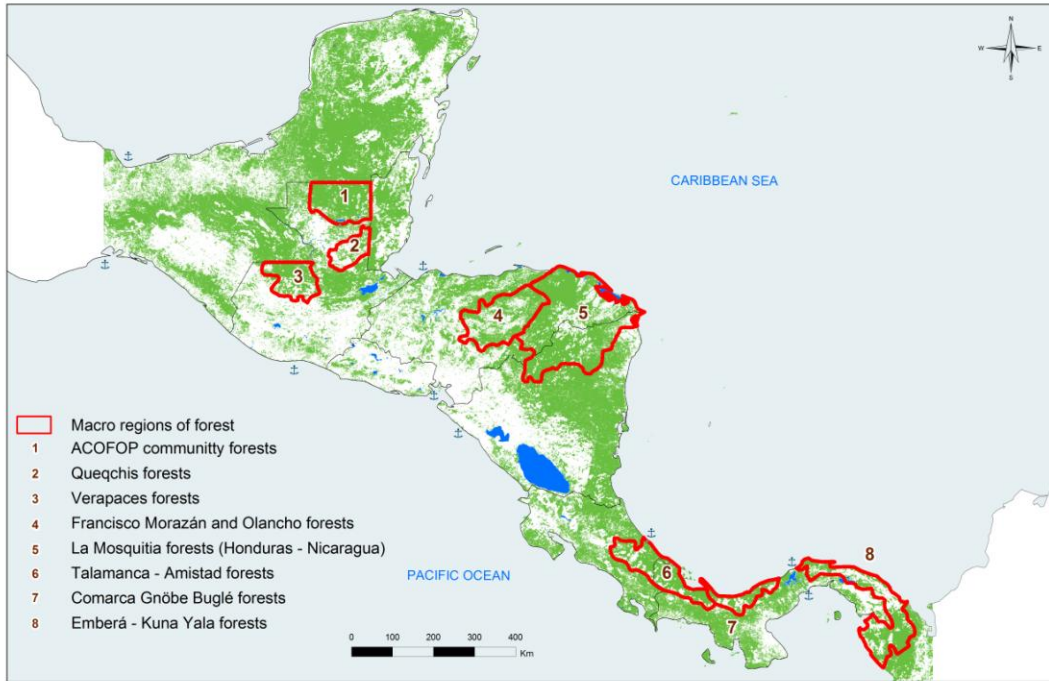 N
W E
S
CARIBBEAN SEA
1
2
3
4
5
Macro regions of forest
1 ACOFOP communitty forests
2 Queqchis forests
3 Verapaces forests
4 Francisco Morazán and Olancho forests
5 La Mosquitia forests (Honduras - Nicaragua)
6 Talamanca - Amistad forests
7 Comarca Gnöbe Buglé forests
8 Emberá - Kuna Yala forests
PACIFIC OCEAN
6
7
8
0 100 200 300 400
Km